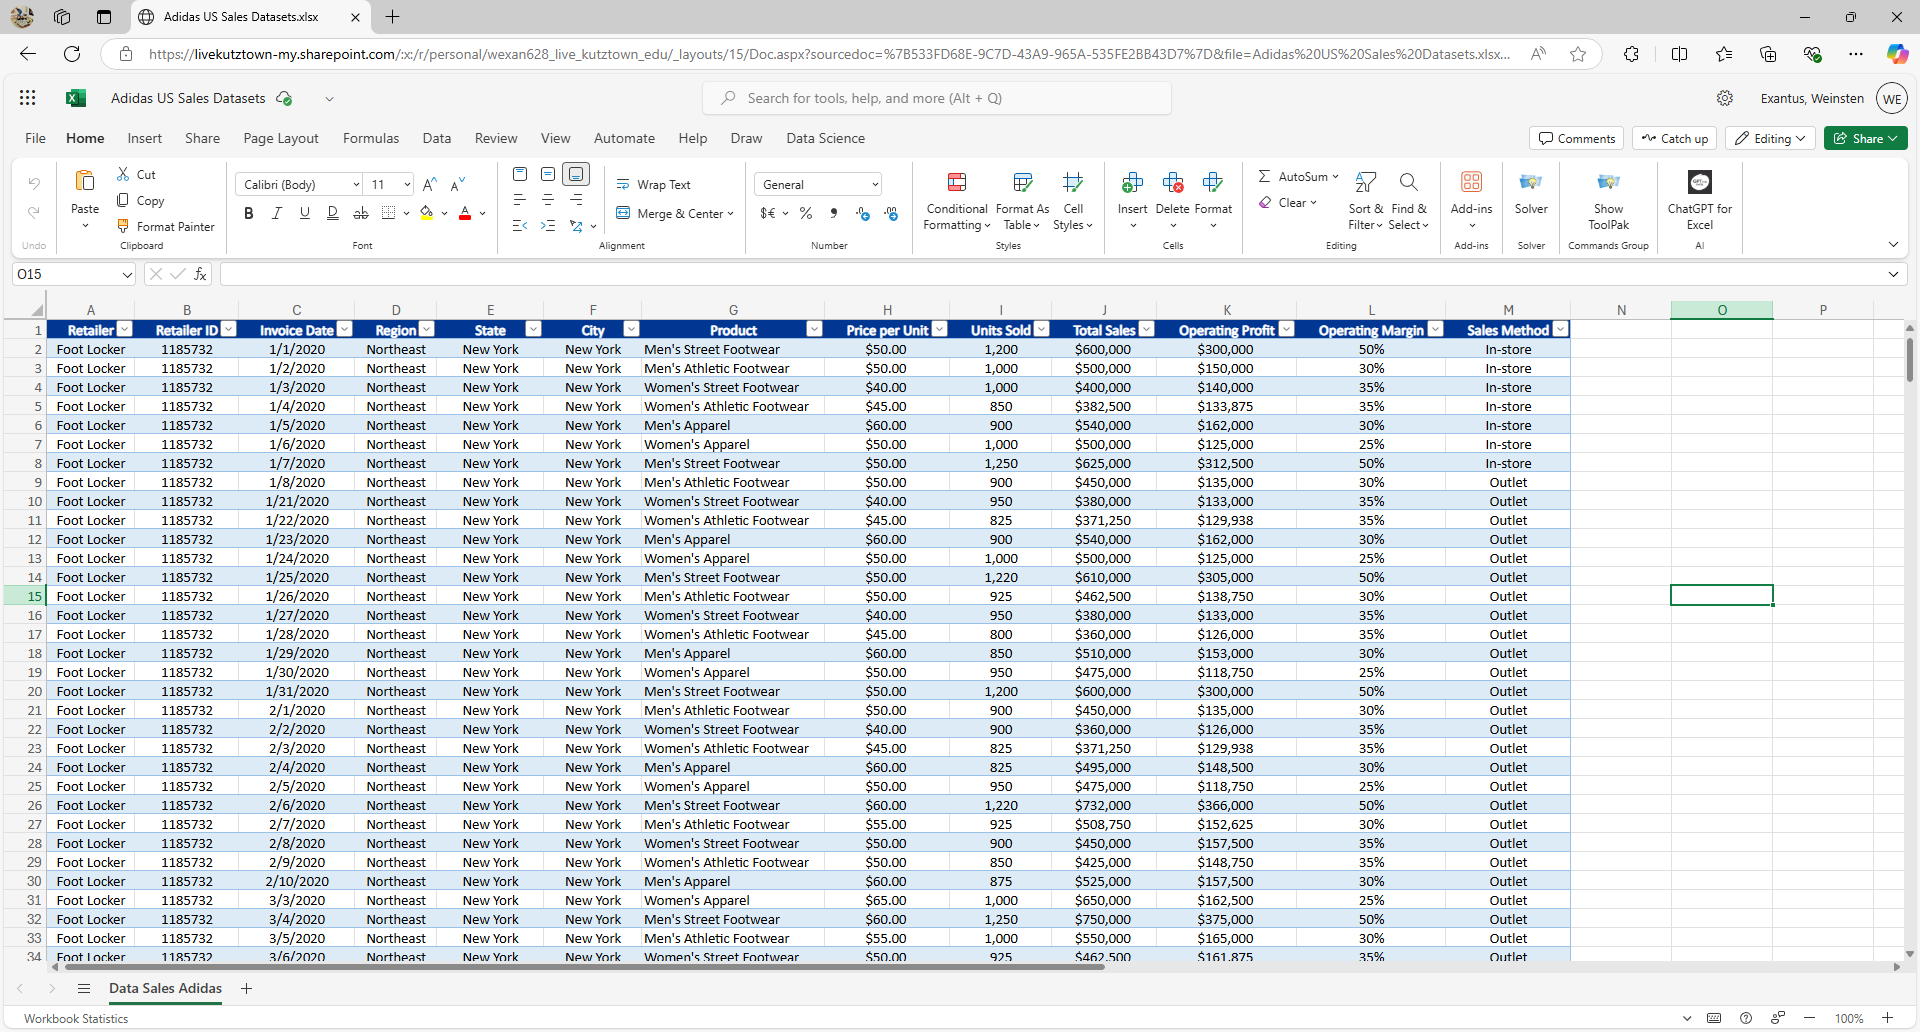 Adidas US Sales Datasets.xlsx
https://livekutztown-my.sharepoint.com/:x:/r/personal/wexan628_live_kutztown_edu/_layouts/15/Doc.aspx?sourcedoc=%7B533FD68E-9C7D-43A9-965A-535FE2BB43D7%7D&file=Adidas%20US%20Sales%20Datasets.xlsx...
Adidas US Sales Datasets
Search for tools, help, and more (Alt + Q)
Exantus, Weinsten WE
File Home Insert Share Page Layout Formulas Data Review View Automate Help Draw Data Science Comments Catch up Editing Share
Paste Cut Copy Format Painter Calibri (Body) 11 Wrap Text Merge & Center General Conditional Formatting Format As Table Cell Styles Insert Delete Format AutoSum Clear Sort & Filter Find & Select Add-ins Solver Show ToolPak ChatGPT for Excel
Undo Clipboard Font Alignment Number Styles Cells Editing Add-ins Solver Commands Group AI
O15
A B C D E F G H I J K L M N O P
1 Retailer Retailer ID Invoice Date Region State City Product Price per Unit Units Sold Total Sales Operating Profit Operating Margin Sales Method
2 Foot Locker 1185732 1/1/2020 Northeast New York New York Men's Street Footwear $50.00 1,200 $600,000 $300,000 50% In-store
3 Foot Locker 1185732 1/2/2020 Northeast New York New York Men's Athletic Footwear $50.00 1,000 $500,000 $150,000 30% In-store
4 Foot Locker 1185732 1/3/2020 Northeast New York New York Women's Street Footwear $40.00 1,000 $400,000 $140,000 35% In-store
5 Foot Locker 1185732 1/4/2020 Northeast New York New York Women's Athletic Footwear $45.00 850 $382,500 $133,875 35% In-store
6 Foot Locker 1185732 1/5/2020 Northeast New York New York Men's Apparel $60.00 900 $540,000 $162,000 30% In-store
7 Foot Locker 1185732 1/6/2020 Northeast New York New York Women's Apparel $50.00 1,000 $500,000 $125,000 25% In-store
8 Foot Locker 1185732 1/7/2020 Northeast New York New York Men's Street Footwear $50.00 1,250 $625,000 $312,500 50% In-store
9 Foot Locker 1185732 1/8/2020 Northeast New York New York Men's Athletic Footwear $50.00 900 $450,000 $135,000 30% Outlet
10 Foot Locker 1185732 1/21/2020 Northeast New York New York Women's Street Footwear $40.00 950 $380,000 $133,000 35% Outlet
11 Foot Locker 1185732 1/22/2020 Northeast New York New York Women's Athletic Footwear $45.00 825 $371,250 $129,938 35% Outlet
12 Foot Locker 1185732 1/23/2020 Northeast New York New York Men's Apparel $60.00 900 $540,000 $162,000 30% Outlet
13 Foot Locker 1185732 1/24/2020 Northeast New York New York Women's Apparel $50.00 1,000 $500,000 $125,000 25% Outlet
14 Foot Locker 1185732 1/25/2020 Northeast New York New York Men's Street Footwear $50.00 1,220 $610,000 $305,000 50% Outlet
15 Foot Locker 1185732 1/26/2020 Northeast New York New York Men's Athletic Footwear $50.00 925 $462,500 $138,750 30% Outlet
16 Foot Locker 1185732 1/27/2020 Northeast New York New York Women's Street Footwear $40.00 950 $380,000 $133,000 35% Outlet
17 Foot Locker 1185732 1/28/2020 Northeast New York New York Women's Athletic Footwear $45.00 800 $360,000 $126,000 35% Outlet
18 Foot Locker 1185732 1/29/2020 Northeast New York New York Men's Apparel $60.00 850 $510,000 $153,000 30% Outlet
19 Foot Locker 1185732 1/30/2020 Northeast New York New York Women's Apparel $50.00 950 $475,000 $118,750 25% Outlet
20 Foot Locker 1185732 1/31/2020 Northeast New York New York Men's Street Footwear $50.00 1,200 $600,000 $300,000 50% Outlet
21 Foot Locker 1185732 2/1/2020 Northeast New York New York Men's Athletic Footwear $50.00 900 $450,000 $135,000 30% Outlet
22 Foot Locker 1185732 2/2/2020 Northeast New York New York Women's Street Footwear $40.00 900 $360,000 $126,000 35% Outlet
23 Foot Locker 1185732 2/3/2020 Northeast New York New York Women's Athletic Footwear $45.00 825 $371,250 $129,938 35% Outlet
24 Foot Locker 1185732 2/4/2020 Northeast New York New York Men's Apparel $60.00 825 $495,000 $148,500 30% Outlet
25 Foot Locker 1185732 2/5/2020 Northeast New York New York Women's Apparel $50.00 950 $475,000 $118,750 25% Outlet
26 Foot Locker 1185732 2/6/2020 Northeast New York New York Men's Street Footwear $60.00 1,220 $732,000 $366,000 50% Outlet
27 Foot Locker 1185732 2/7/2020 Northeast New York New York Men's Athletic Footwear $55.00 925 $508,750 $152,625 30% Outlet
28 Foot Locker 1185732 2/8/2020 Northeast New York New York Women's Street Footwear $50.00 900 $450,000 $157,500 35% Outlet
29 Foot Locker 1185732 2/9/2020 Northeast New York New York Women's Athletic Footwear $50.00 850 $425,000 $148,750 35% Outlet
30 Foot Locker 1185732 2/10/2020 Northeast New York New York Men's Apparel $60.00 875 $525,000 $157,500 30% Outlet
31 Foot Locker 1185732 3/3/2020 Northeast New York New York Women's Apparel $65.00 1,000 $650,000 $162,500 25% Outlet
32 Foot Locker 1185732 3/4/2020 Northeast New York New York Men's Street Footwear $60.00 1,250 $750,000 $375,000 50% Outlet
33 Foot Locker 1185732 3/5/2020 Northeast New York New York Men's Athletic Footwear $55.00 1,000 $550,000 $165,000 30% Outlet
34 Foot Locker 1185732 3/6/2020 Northeast New York New York Women's Street Footwear $50.00 925 $462,500 $161,875 35% Outlet
Data Sales Adidas
Workbook Statistics 100%